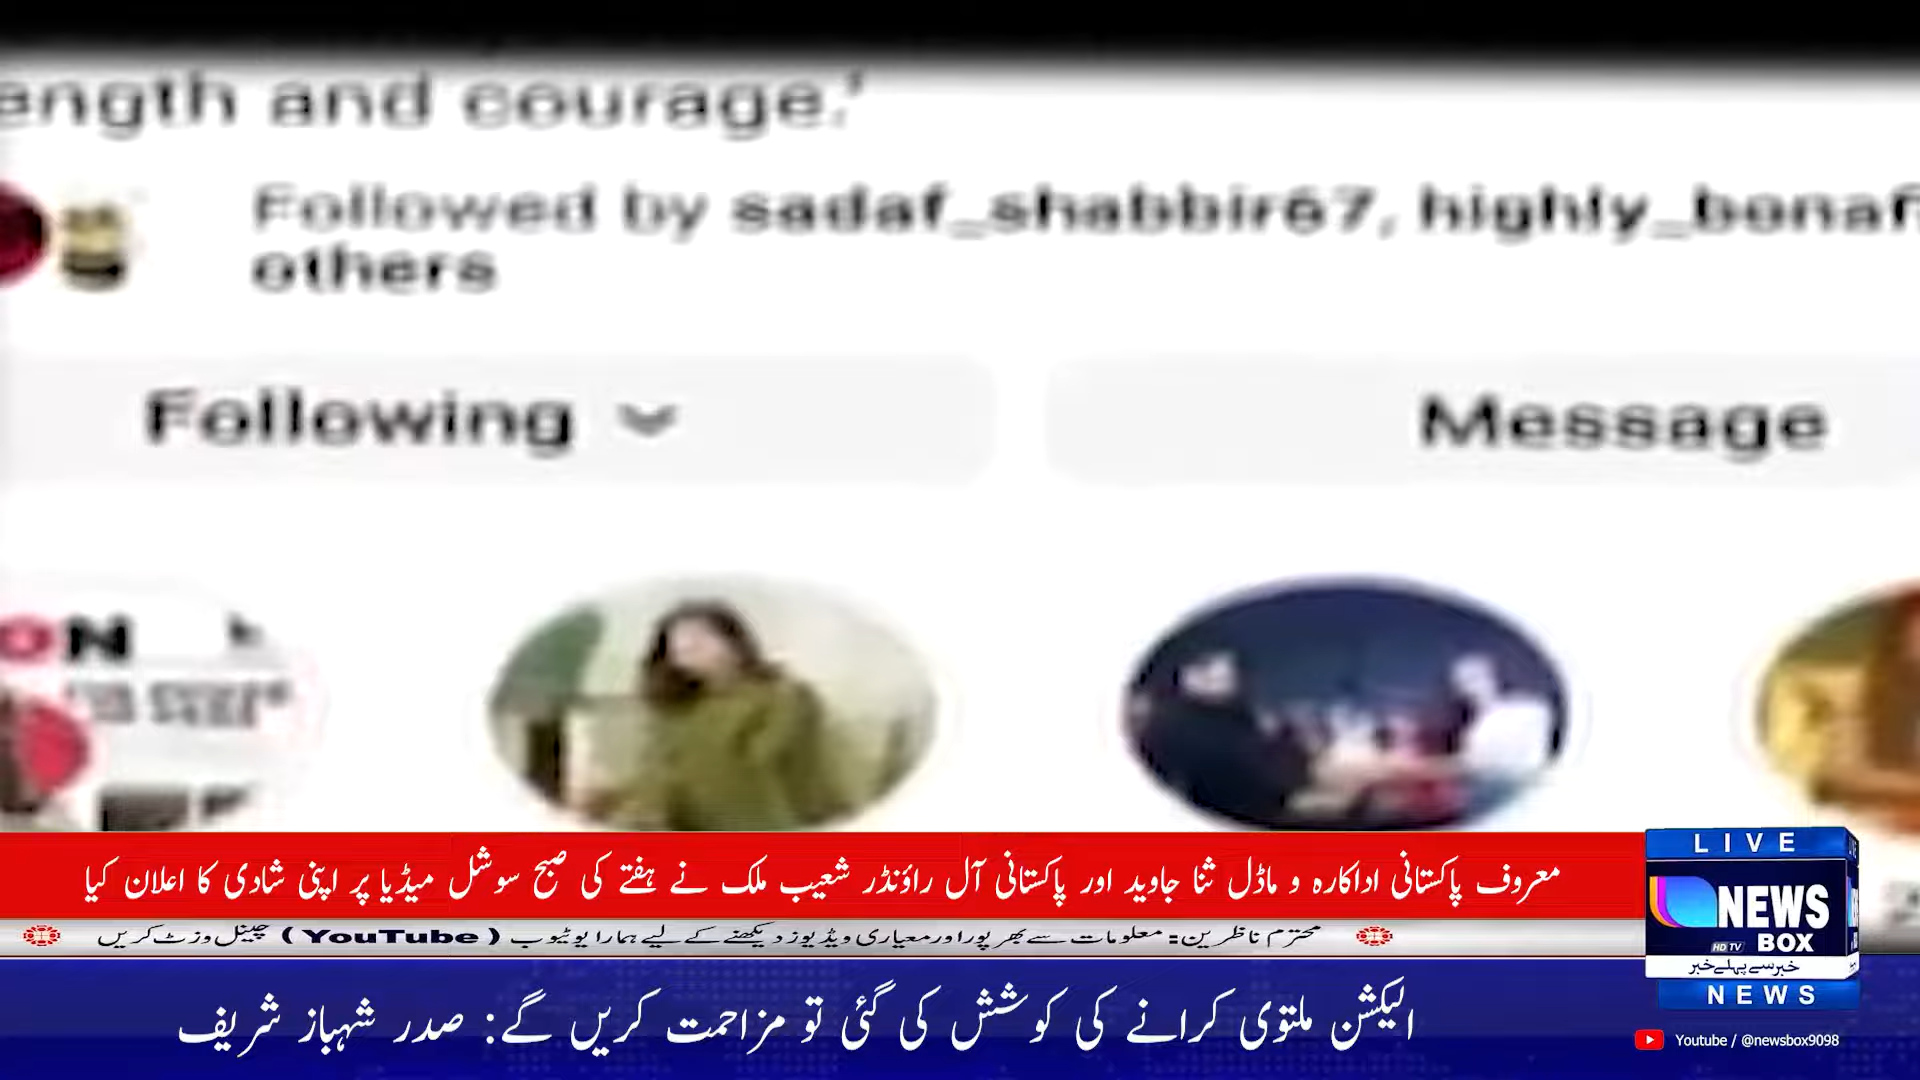 ength and courage.'
Followed by sadaf_shabbir67, highly_bonaf
others
Following
Message
ON
معروف پاکستانی اداکارہ و ماڈل ثنا جاوید اور پاکستانی آل راؤنڈر شعیب ملک نے ہفتے کی صبح سوشل میڈیا پر اپنی شادی کا اعلان کیا
محترم ناظرین: معلومات سے بھرپور اور معیاری ویڈیوز دیکھنے کے لیے ہمارا یوٹیوب ( YouTube ) چینل وزٹ کریں
الیکشن ملتوی کرانے کی کوشش کی گئی تو مزاحمت کریں گے: صدر شہباز شریف
LIVE
NEWS
HD TV BOX
خبر سے پہلے خبر
NEWS
Youtube / @newsbox9098